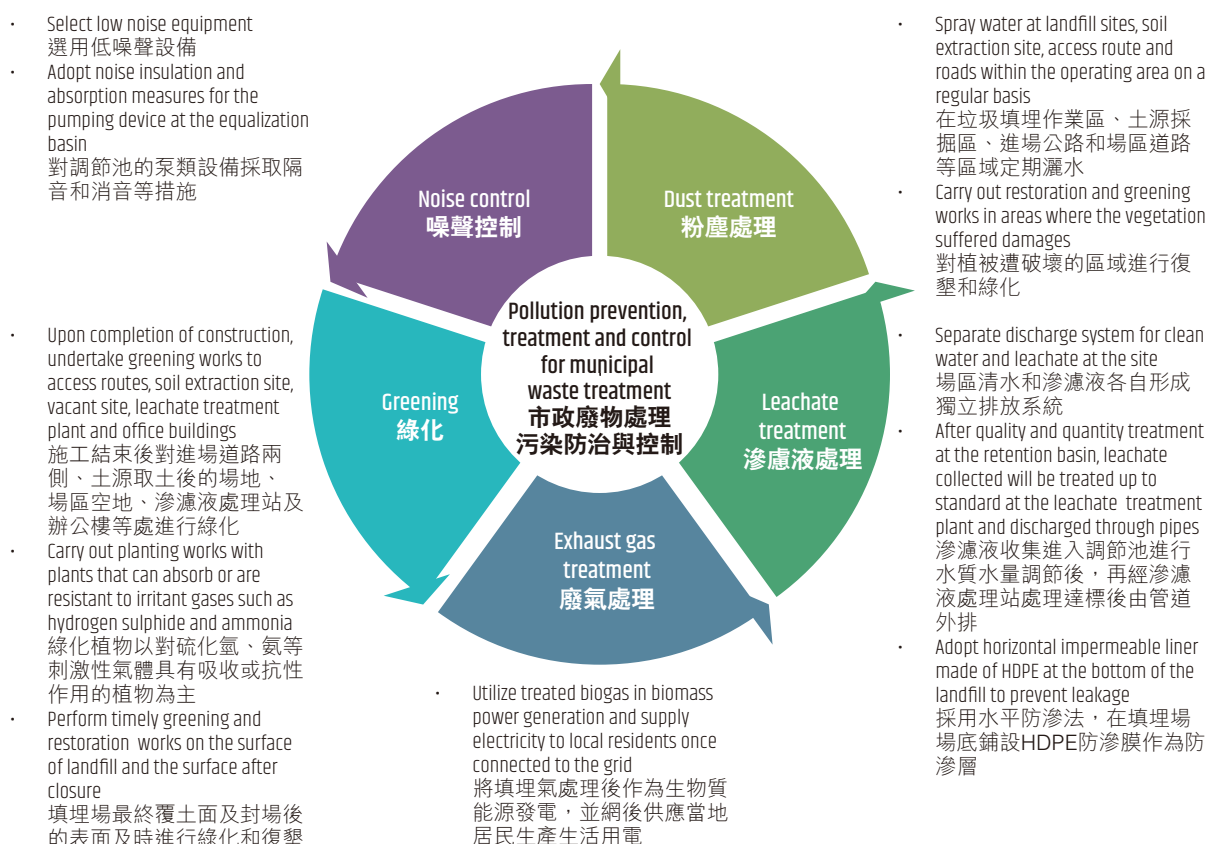 · Select low noise equipment
選用低噪聲設備
· Adopt noise insulation and
absorption measures for the
pumping device at the equalization
basin
對調節池的泵類設備採取隔
音和消音等措施
· Upon completion of construction,
undertake greening works to
access routes, soil extraction site,
vacant site, leachate treatment
plant and office buildings
施工結束後對進場道路兩
側、土源取土後的場地、
場區空地、滲濾液處理站及
辦公樓等處進行綠化
· Carry out planting works with
plants that can absorb or are
resistant to irritant gases such as
hydrogen sulphide and ammonia
綠化植物以對硫化氫、氨等
刺激性氣體具有吸收或抗性
作用的植物為主
· Perform timely greening and
restoration works on the surface
of landfill and the surface after
closure
填埋場最終覆土面及封場後
的表面及時進行綠化和復墾
Noise control
噪聲控制
Dust treatment
粉塵處理
Pollution prevention,
treatment and control
for municipal
waste treatment
市政廢物處理
污染防治與控制
Greening
綠化
Leachate
treatment
滲濾液處理
Exhaust gas
treatment
廢氣處理
· Utilize treated biogas in biomass
power generation and supply
electricity to local residents once
connected to the grid
將填埋氣處理後作為生物質
能源發電，並網後供應當地
居民生產生活用電
· Spray water at landfill sites, soil
extraction site, access route and
roads within the operating area on a
regular basis
在垃圾填埋作業區、土源採
掘區、進場公路和場區道路
等區域定期灑水
· Carry out restoration and greening
works in areas where the vegetation
suffered damages
對植被遭破壞的區域進行復
墾和綠化
· Separate discharge system for clean
water and leachate at the site
場區清水和滲濾液各自形成
獨立排放系統
· After quality and quantity treatment
at the retention basin, leachate
collected will be treated up to
standard at the leachate treatment
plant and discharged through pipes
滲濾液收集進入調節池進行
水質水量調節後，再經滲濾
液處理站處理達標後由管道
外排
· Adopt horizontal impermeable liner
made of HDPE at the bottom of the
landfill to prevent leakage
採用水平防滲法，在填埋場
場底鋪設HDPE防滲膜作為防
滲層